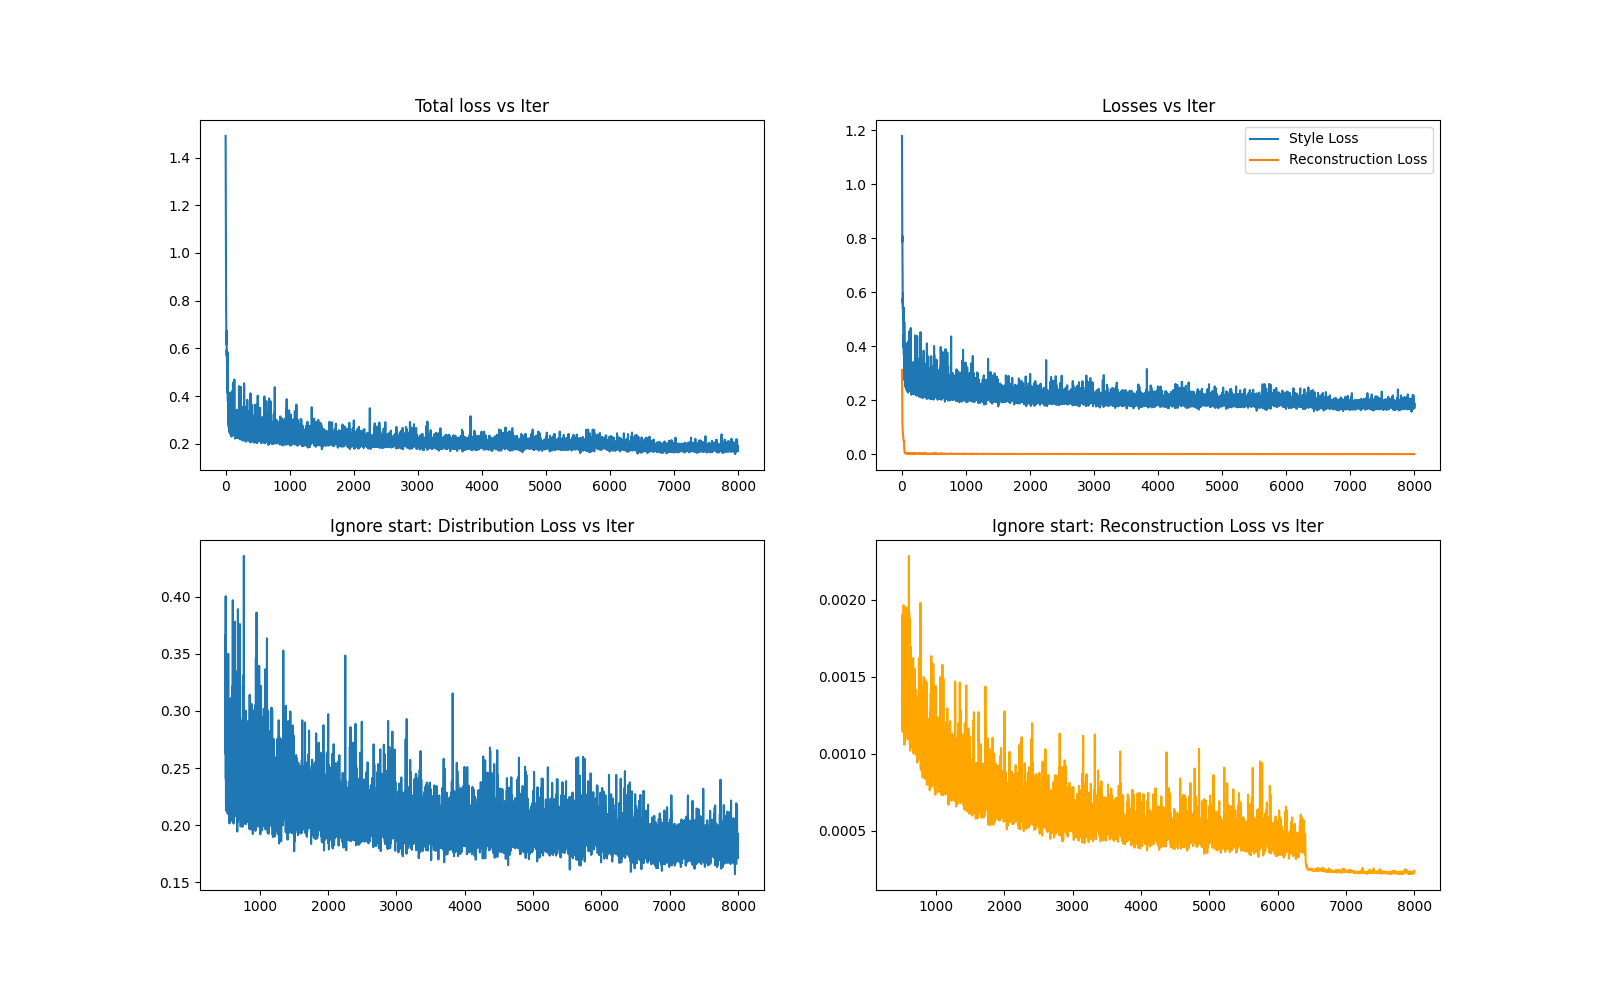 Total loss vs Iter
1.4
1.2
1.0
0.8
0.6
0.4
0.2
0 1000 2000 3000 4000 5000 6000 7000 8000
Losses vs Iter
Style Loss
Reconstruction Loss
1.2
1.0
0.8
0.6
0.4
0.2
0.0
0 1000 2000 3000 4000 5000 6000 7000 8000
Ignore start: Distribution Loss vs Iter
0.40
0.35
0.30
0.25
0.20
0.15
1000 2000 3000 4000 5000 6000 7000 8000
Ignore start: Reconstruction Loss vs Iter
0.0020
0.0015
0.0010
0.0005
1000 2000 3000 4000 5000 6000 7000 8000